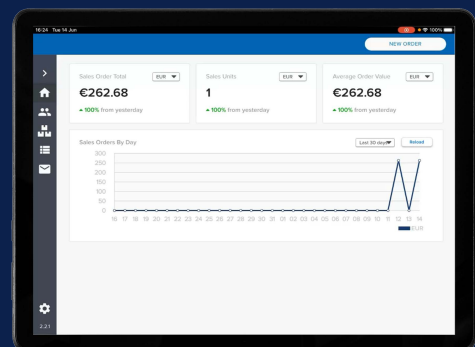 16:24 Tue 14 Jun
100%
NEW ORDER
Sales Order Total
EUR
€262.68
100% from yesterday
Sales Units
EUR
1
100% from yesterday
Average Order Value
EUR
€262.68
100% from yesterday
Sales Orders By Day
Last 30 days
Reload
300
250
200
150
100
50
0
16 17 18 19 20 21 22 23 24 25 26 27 28 29 30 31 01 02 03 04 05 06 07 08 09 10 11 12 13 14
EUR
2.2.1